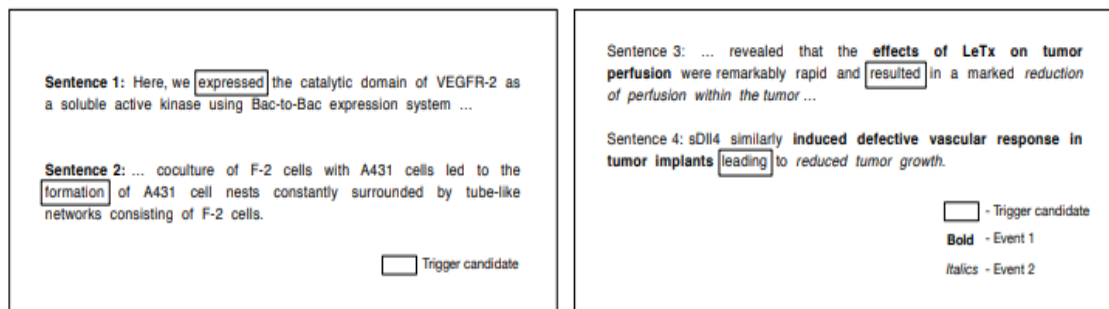 Sentence 1: Here, we expressed the catalytic domain of VEGFR-2 as
a soluble active kinase using Bac-to-Bac expression system ...
Sentence 2: ... coculture of F-2 cells with A431 cells led to the
formation of A431 cell nests constantly surrounded by tube-like
networks consisting of F-2 cells.
Trigger candidate
Sentence 3: ... revealed that the effects of LeTx on tumor
perfusion were remarkably rapid and resulted in a marked reduction
of perfusion within the tumor ...
Sentence 4: sDll4 similarly induced defective vascular response in
tumor implants leading to reduced tumor growth.
- Trigger candidate
Bold - Event 1
Italics - Event 2